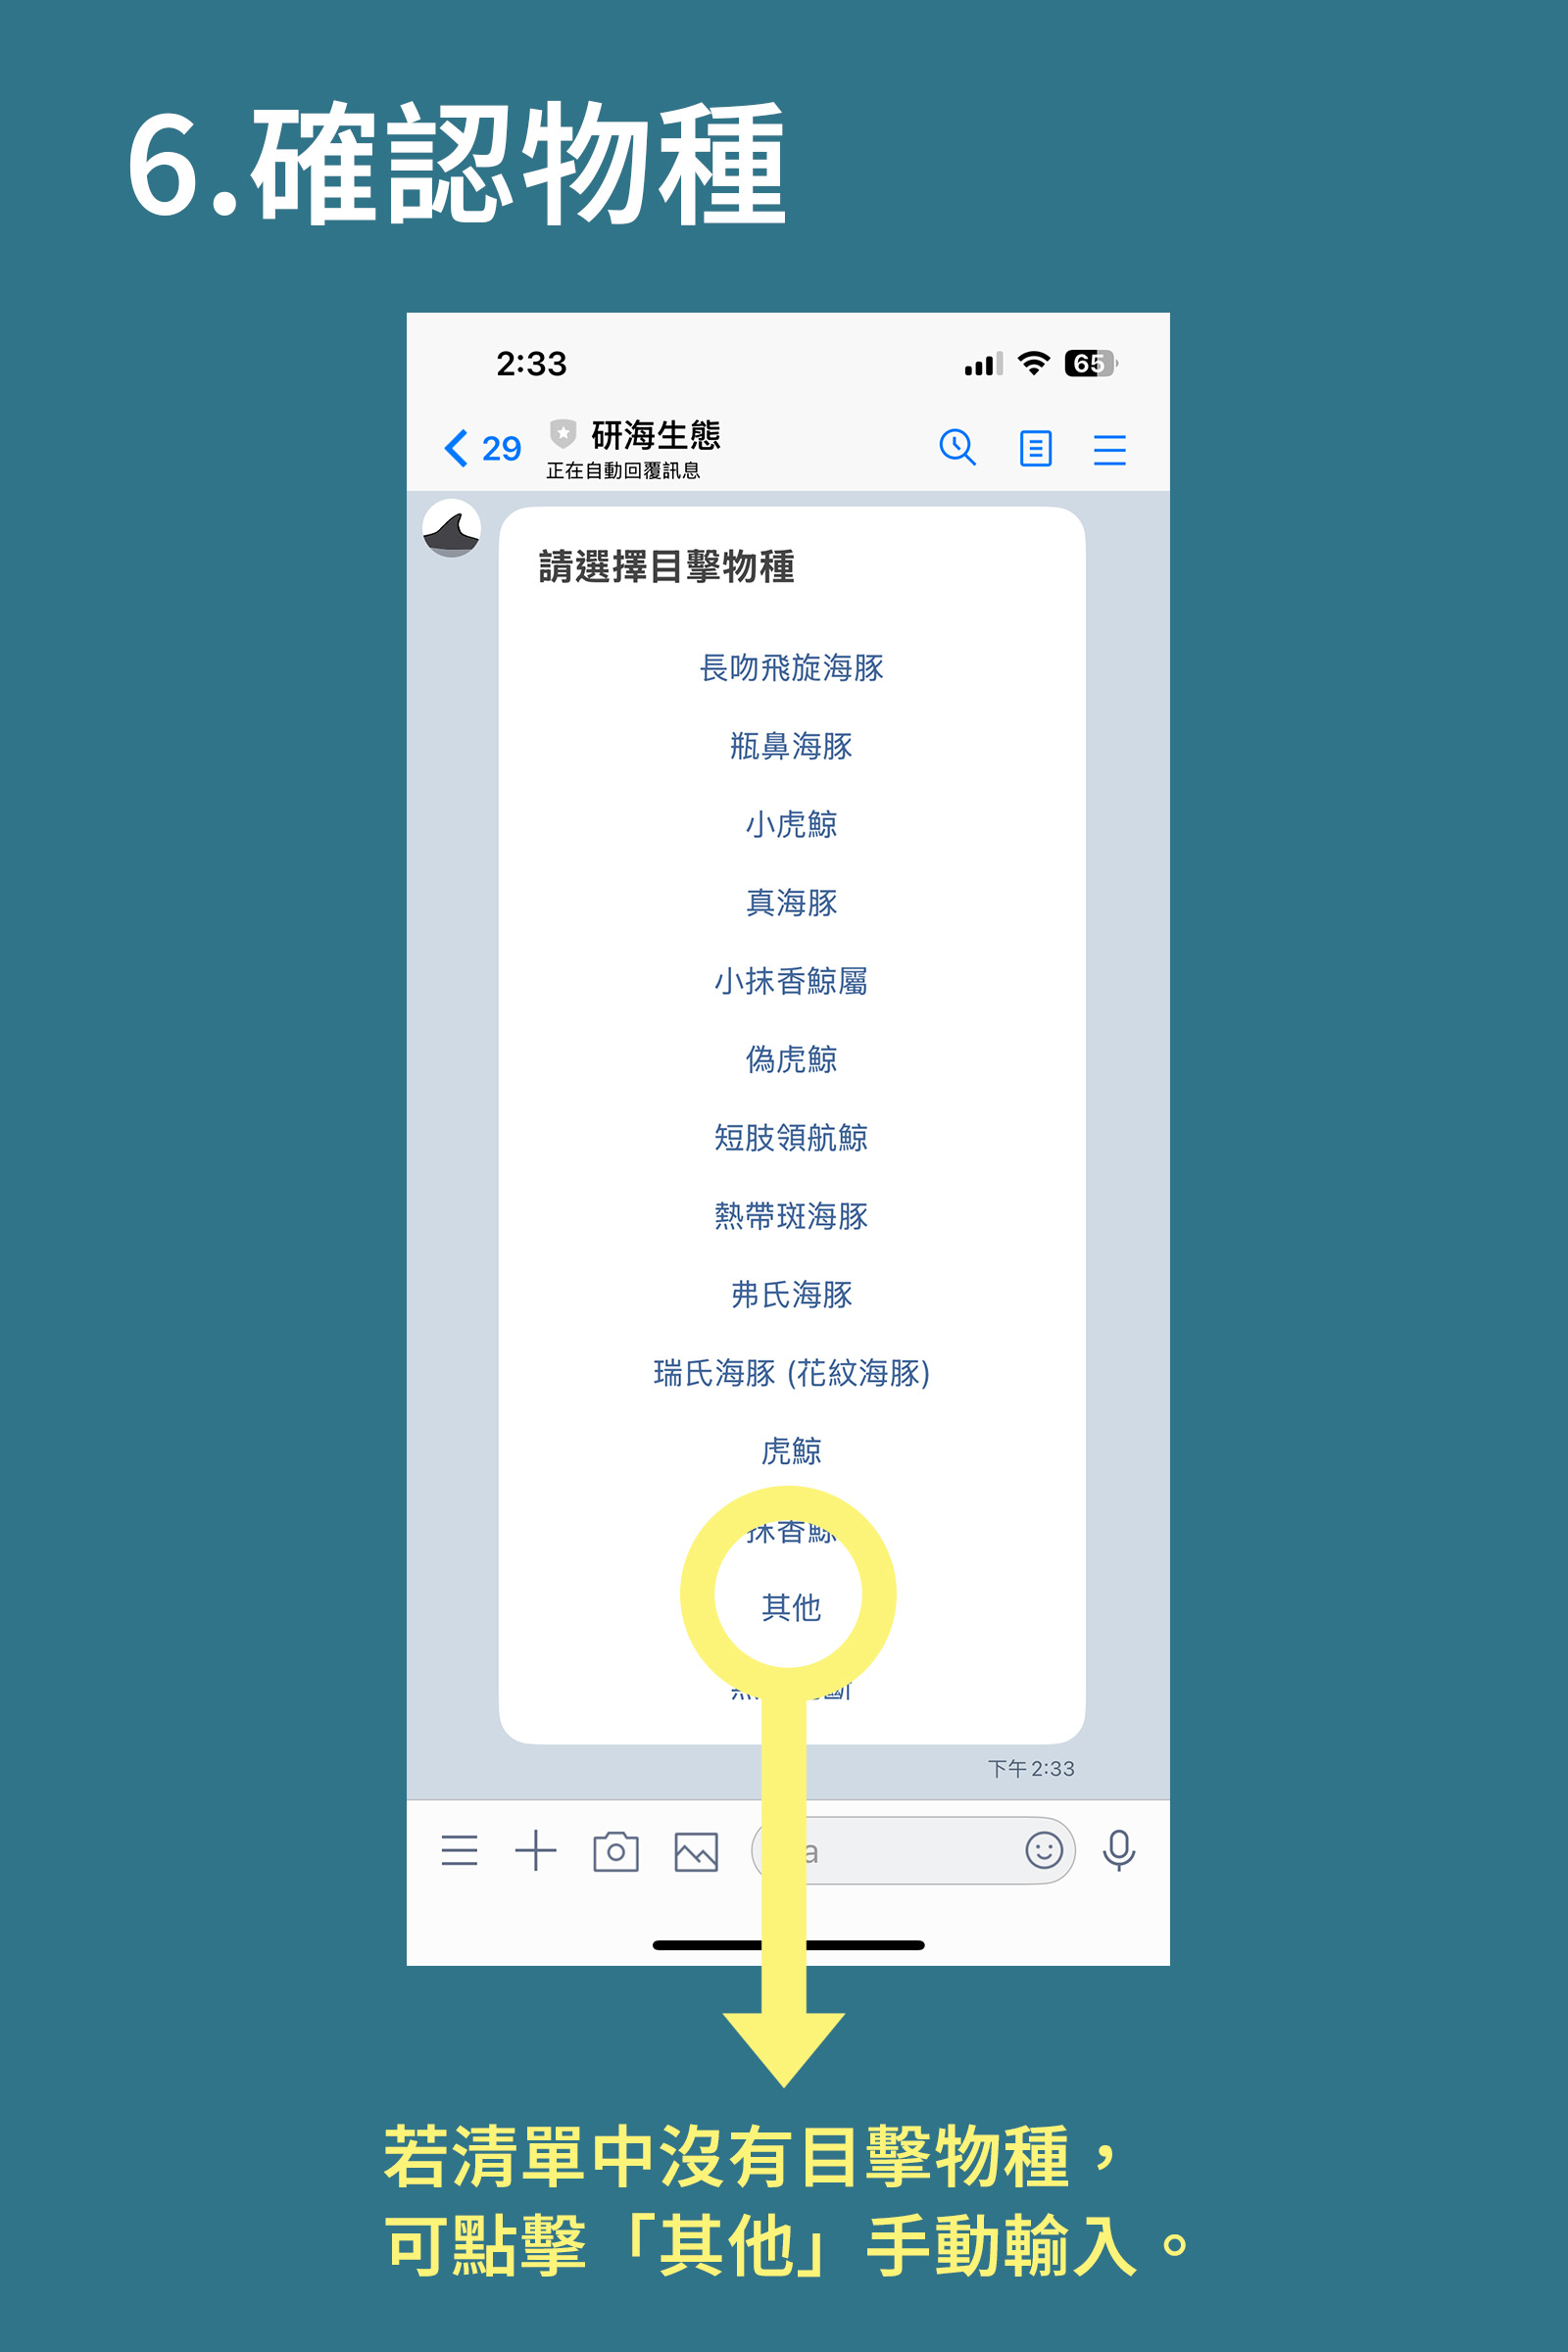 6.確認物種
2:33
65
29
研海生態
正在自動回覆訊息
請選擇目擊物種
長吻飛旋海豚
瓶鼻海豚
小虎鯨
真海豚
小抹香鯨屬
偽虎鯨
短肢領航鯨
熱帶斑海豚
弗氏海豚
瑞氏海豚 (花紋海豚)
虎鯨
抹香鯨
其他
下午 2:33
若清單中沒有目擊物種，
可點擊「其他」手動輸入。